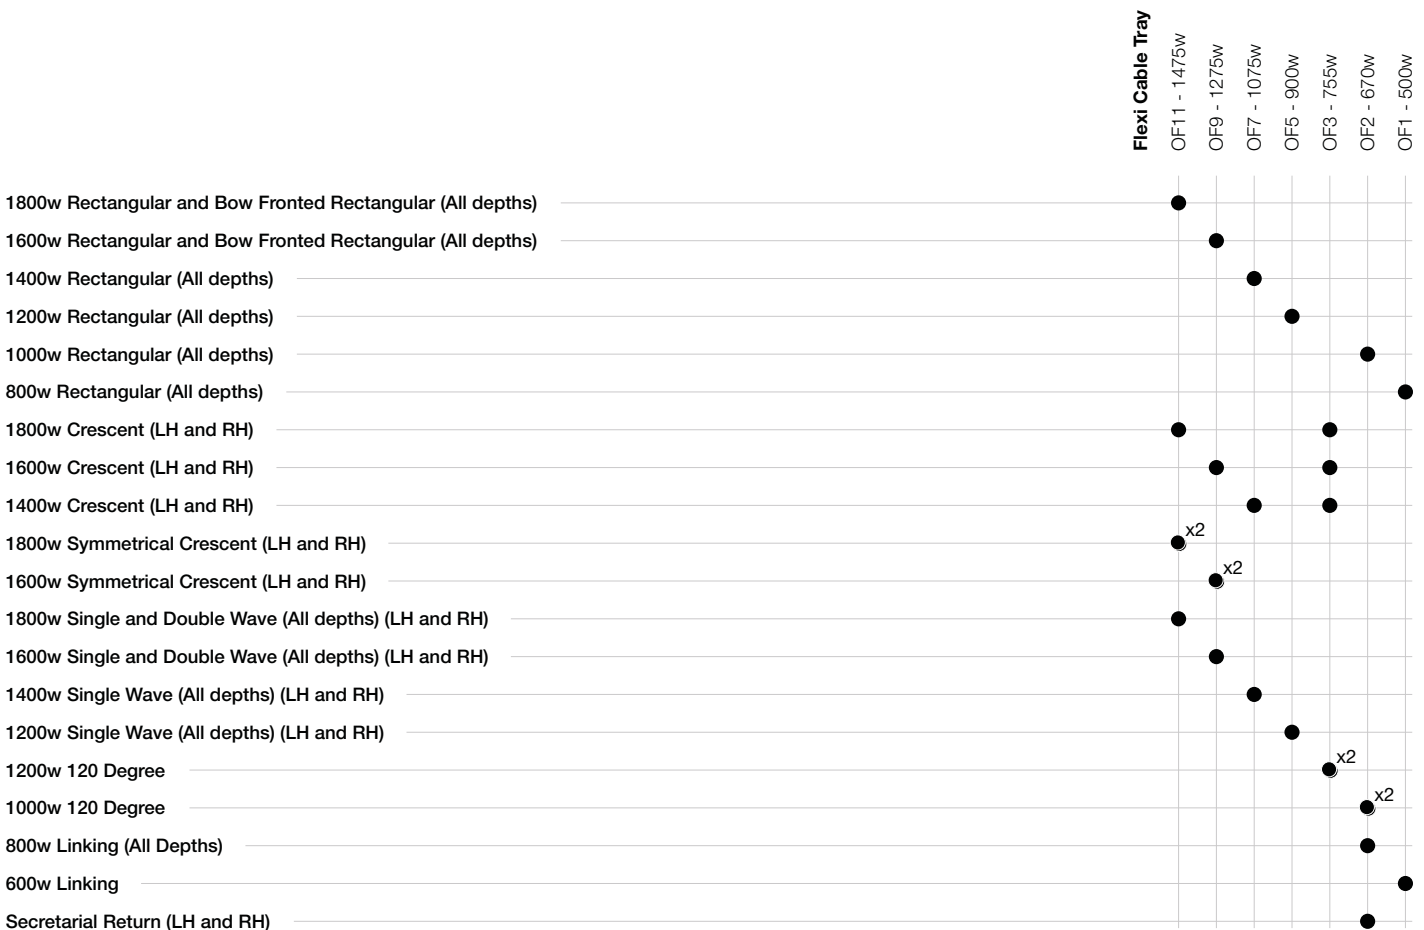 Flexi Cable Tray
OF11 - 1475w
OF9 - 1275w
OF7 - 1075w
OF5 - 900w
OF3 - 755w
OF2 - 670w
OF1 - 500w
1800w Rectangular and Bow Fronted Rectangular (All depths)
1600w Rectangular and Bow Fronted Rectangular (All depths)
1400w Rectangular (All depths)
1200w Rectangular (All depths)
1000w Rectangular (All depths)
800w Rectangular (All depths)
1800w Crescent (LH and RH)
1600w Crescent (LH and RH)
1400w Crescent (LH and RH)
1800w Symmetrical Crescent (LH and RH) x2
1600w Symmetrical Crescent (LH and RH) x2
1800w Single and Double Wave (All depths) (LH and RH)
1600w Single and Double Wave (All depths) (LH and RH)
1400w Single Wave (All depths) (LH and RH)
1200w Single Wave (All depths) (LH and RH)
1200w 120 Degree x2
1000w 120 Degree x2
800w Linking (All Depths)
600w Linking
Secretarial Return (LH and RH)